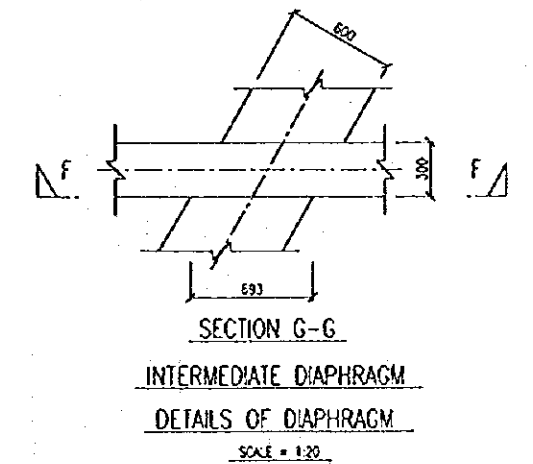 600
F
300
F
693
SECTION G-G
INTERMEDIATE DIAPHRAGM
DETAILS OF DIAPHRAGM
SCALE = 1:20